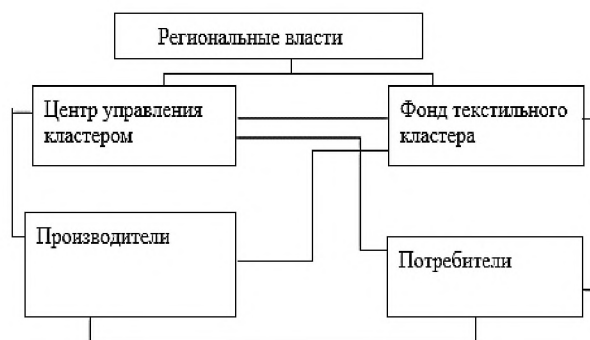 Региональные власти
Центр управления
кластером
Фонд текстильного
кластера
Производители
Потребители